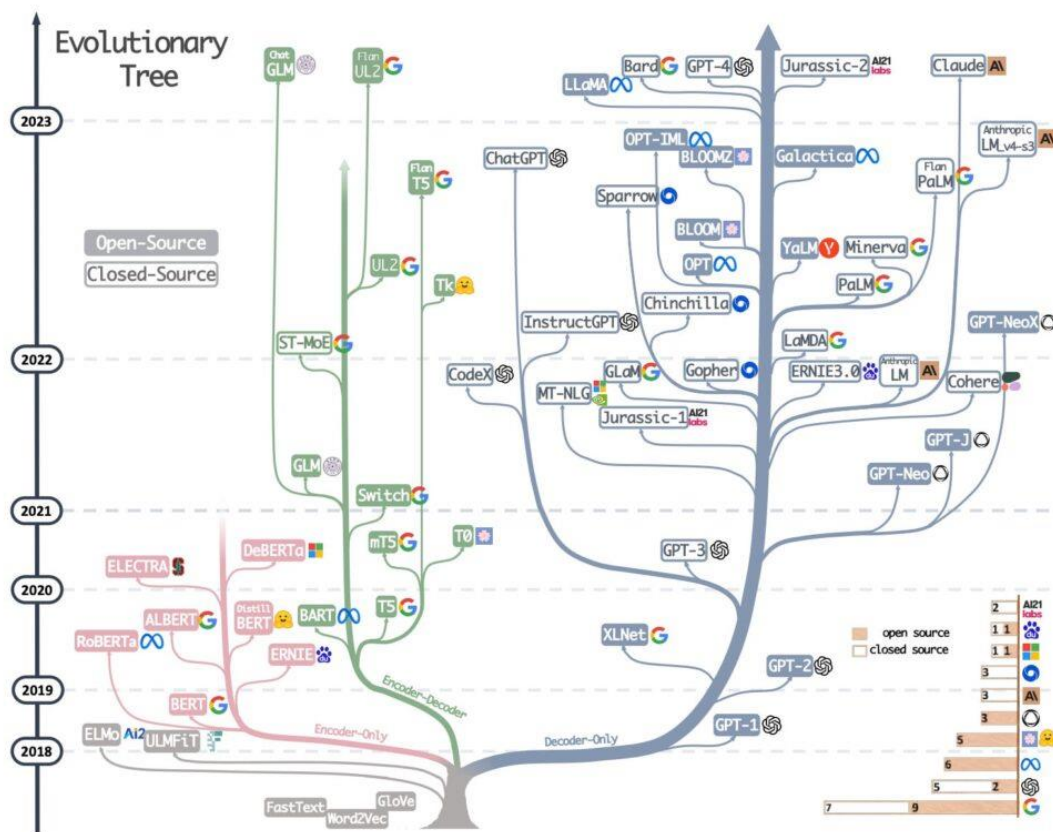 Evolutionary
Tree
Chat
GLM
Flan
UL2
Bard
GPT-4
Jurassic-2
AI21
labs
Claude
A\
LLaMA
2023
OPT-IML
Anthropic
LM_v4-s3
A\
ChatGPT
BLOOMZ
Galactica
Flan
T5
Flan
PaLM
Sparrow
Open-Source
BLOOM
Closed-Source
UL2
OPT
YaLM
Y
Minerva
Tk
PaLM
Chinchilla
InstructGPT
GPT-NeoX
ST-MoE
LaMDA
2022
CodeX
GLaM
Gopher
ERNIE3.0
du
Anthropic
LM
A\
Cohere
MT-NLG
Jurassic-1
AI21
labs
GPT-J
GLM
GPT-Neo
Switch
2021
mT5
T0
DeBERTa
GPT-3
ELECTRA
2020
Distill
BERT
BART
T5
ALBERT
RoBERTa
ERNIE
du
XLNet
GPT-2
2019
Encoder-Decoder
BERT
GPT-1
ELMo
Ai2
ULMFiT
Encoder-Only
Decoder-Only
2018
FastText
GloVe
Word2Vec
open source
closed source
2
AI21
labs
1 1
du
1 1
3
3
A\
3
5
6
5 2
7 9